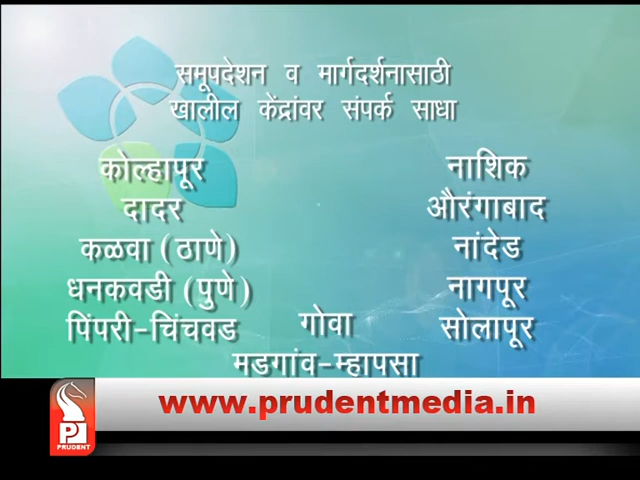 समूपदेशन व मार्गदर्शनासाठी
खालील केंद्रांवर संपर्क साधा
कोल्हापूर
दादर
कळवा (ठाणे)
धनकवडी (पुणे)
पिंपरी-चिंचवड
नाशिक
औरंगाबाद
नांदेड
नागपूर
सोलापूर
गोवा
मडगांव-म्हापसा
www.prudentmedia.in
PRUDENT